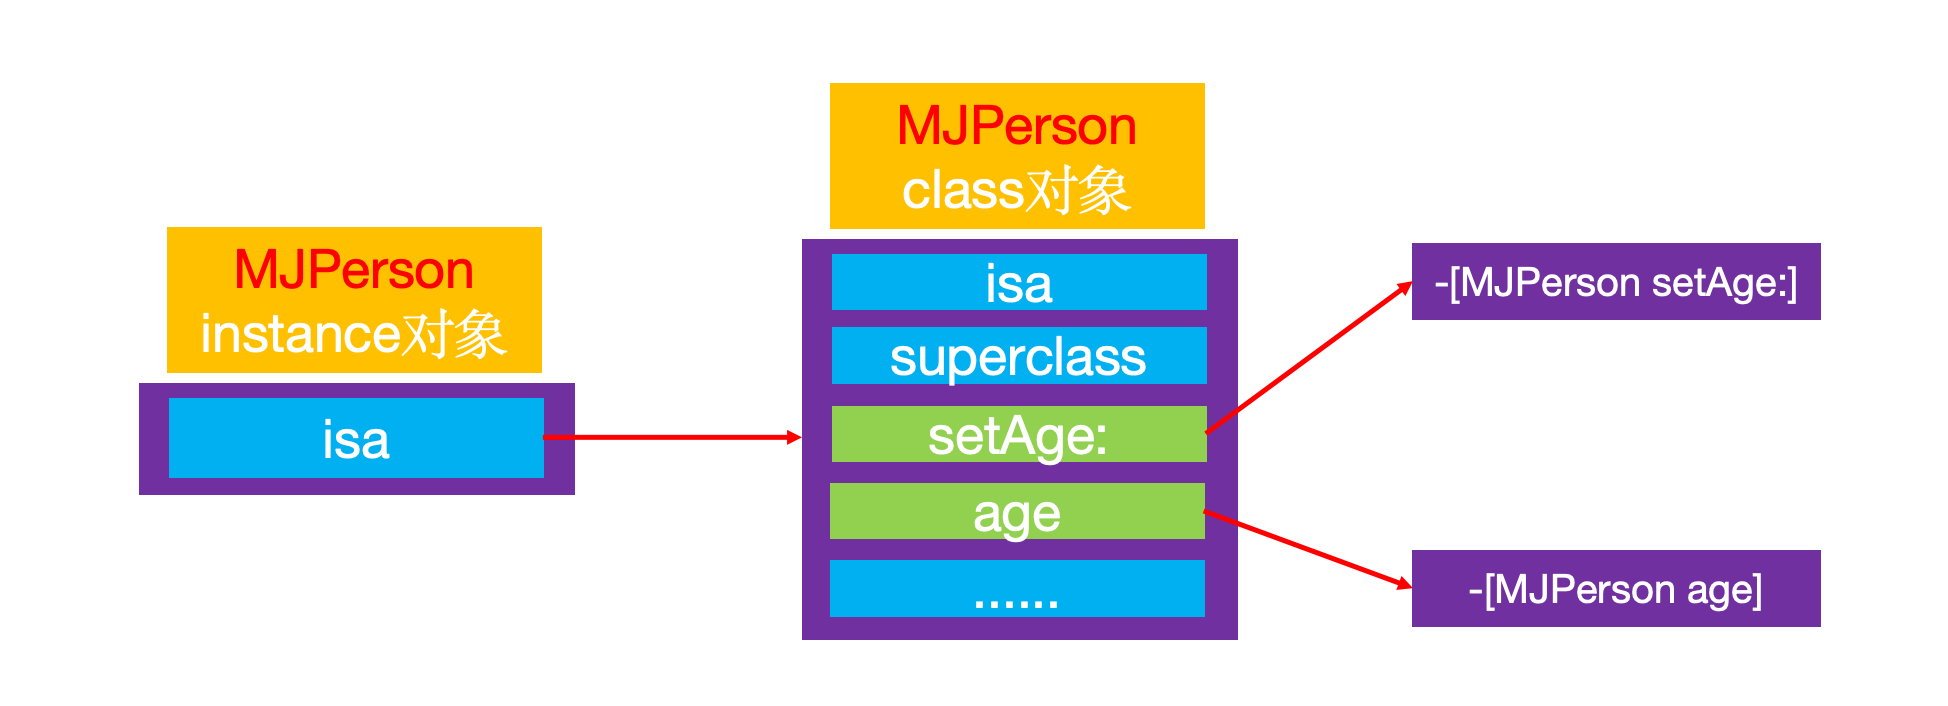 MJPerson
instance对象
isa
MJPerson
class对象
isa
superclass
setAge:
age
......
-[MJPerson setAge:]
-[MJPerson age]